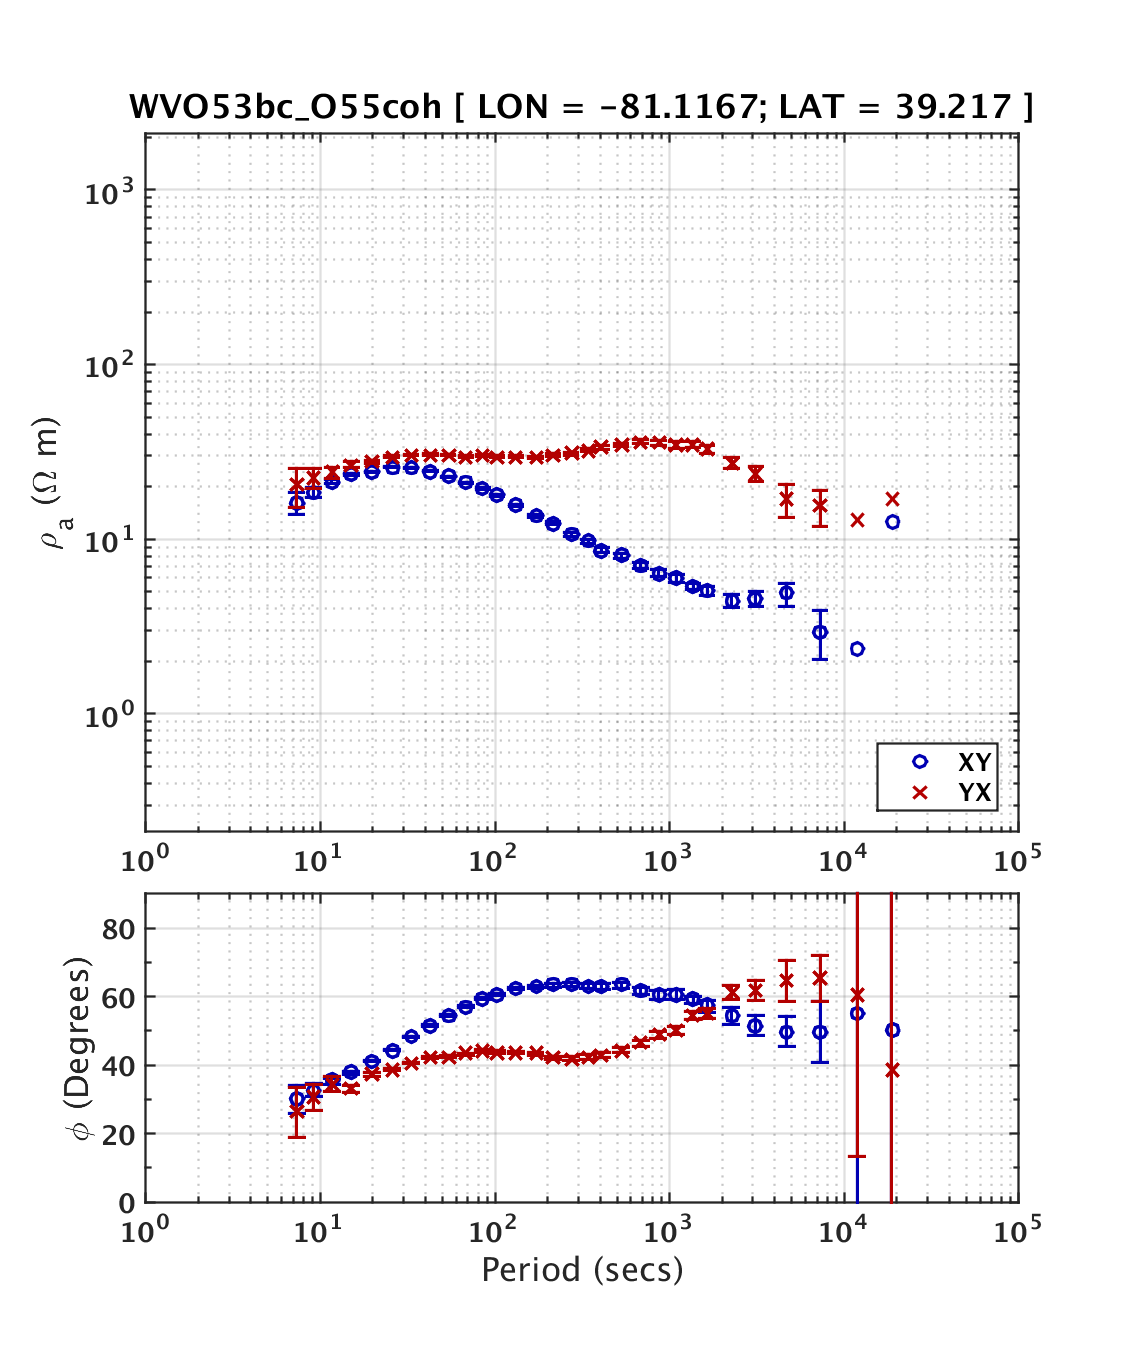 WVO53bc_O55coh [ LON = -81.1167; LAT = 39.217 ]
10³
10²
10¹
10⁰
ρₐ (Ω m)
XY
YX
10⁰ 10¹ 10² 10³ 10⁴ 10⁵
80
60
40
20
0
ϕ (Degrees)
10⁰ 10¹ 10² 10³ 10⁴ 10⁵
Period (secs)